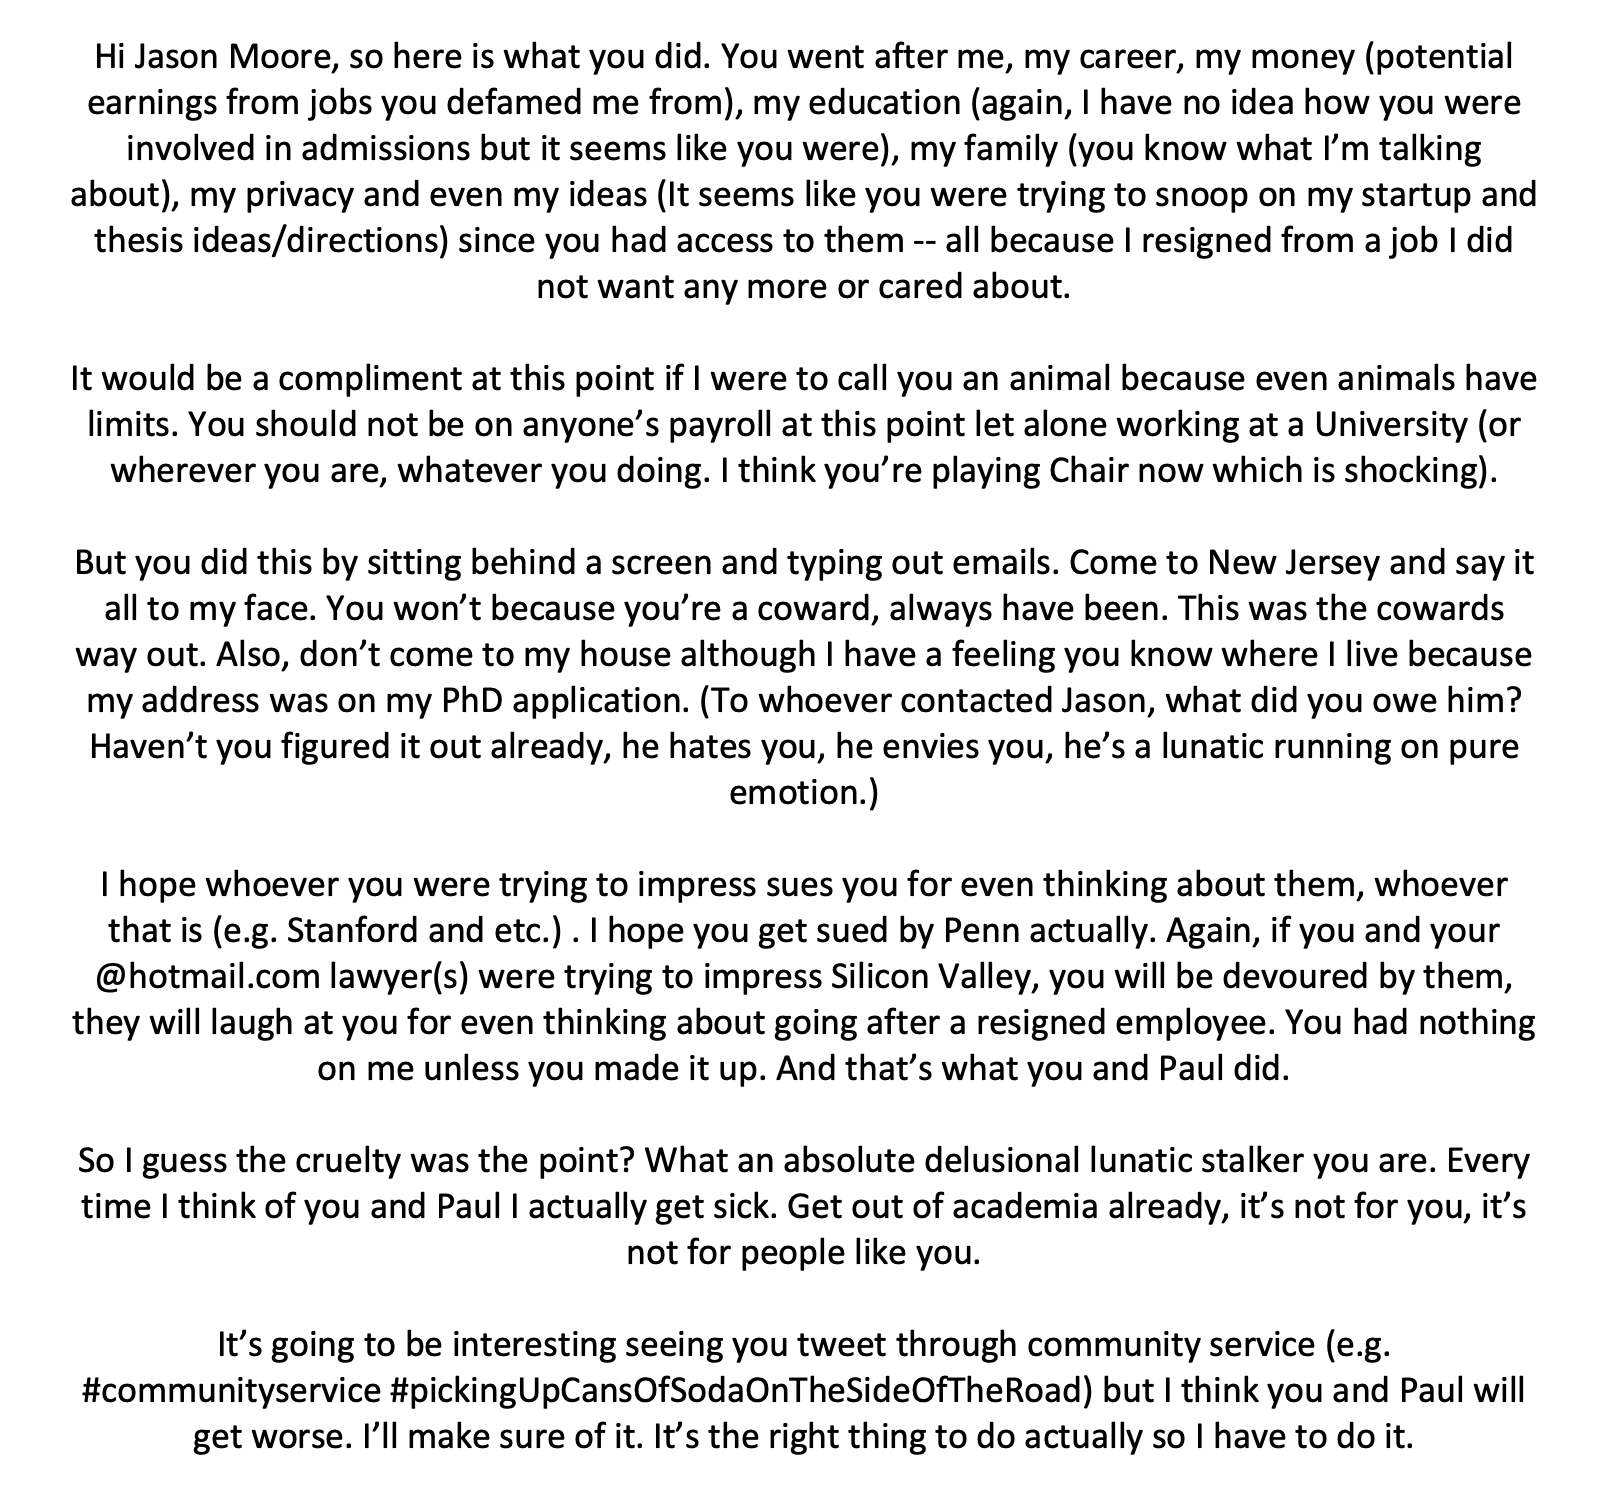 Hi Jason Moore, so here is what you did. You went after me, my career, my money (potential
earnings from jobs you defamed me from), my education (again, I have no idea how you were
involved in admissions but it seems like you were), my family (you know what I’m talking
about), my privacy and even my ideas (It seems like you were trying to snoop on my startup and
thesis ideas/directions) since you had access to them -- all because I resigned from a job I did
not want any more or cared about.
It would be a compliment at this point if I were to call you an animal because even animals have
limits. You should not be on anyone’s payroll at this point let alone working at a University (or
wherever you are, whatever you doing. I think you’re playing Chair now which is shocking).
But you did this by sitting behind a screen and typing out emails. Come to New Jersey and say it
all to my face. You won’t because you’re a coward, always have been. This was the cowards
way out. Also, don’t come to my house although I have a feeling you know where I live because
my address was on my PhD application. (To whoever contacted Jason, what did you owe him?
Haven’t you figured it out already, he hates you, he envies you, he’s a lunatic running on pure
emotion.)
I hope whoever you were trying to impress sues you for even thinking about them, whoever
that is (e.g. Stanford and etc.) . I hope you get sued by Penn actually. Again, if you and your
@hotmail.com lawyer(s) were trying to impress Silicon Valley, you will be devoured by them,
they will laugh at you for even thinking about going after a resigned employee. You had nothing
on me unless you made it up. And that’s what you and Paul did.
So I guess the cruelty was the point? What an absolute delusional lunatic stalker you are. Every
time I think of you and Paul I actually get sick. Get out of academia already, it’s not for you, it’s
not for people like you.
It’s going to be interesting seeing you tweet through community service (e.g.
#communityservice #pickingUpCansOfSodaOnTheSideOfTheRoad) but I think you and Paul will
get worse. I’ll make sure of it. It’s the right thing to do actually so I have to do it.